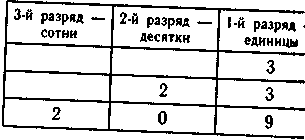 3-й разряд — 2-й разряд — 1-й разряд -
сотни десятки единицы
3
2 3
2 0 9